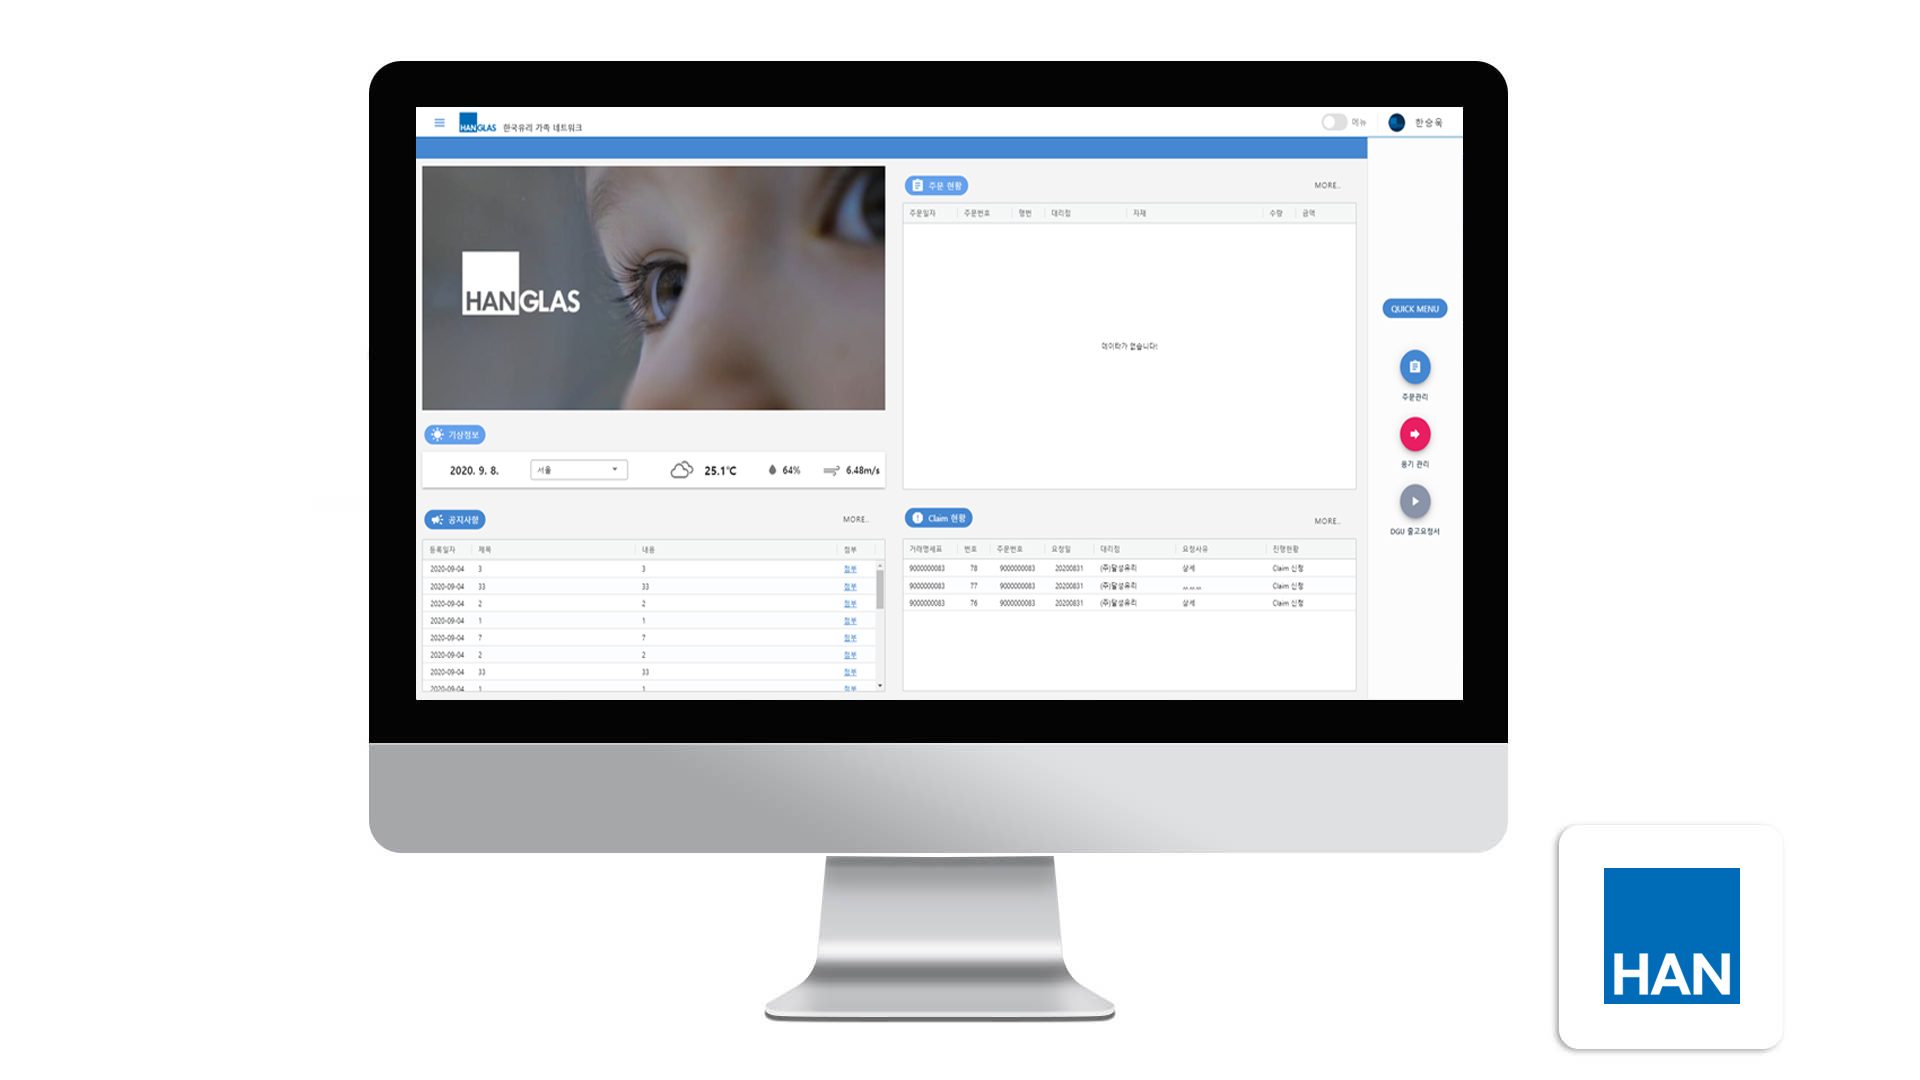 HANGLAS 한국유리 가족 네트워크
메뉴
한승욱
HANGLAS
기상정보
2020. 9. 8.
서울
25.1℃
64%
6.48m/s
공지사항
MORE..
등록일자 제목 내용 첨부
2020-09-04 3 3 첨부
2020-09-04 33 33 첨부
2020-09-04 2 2 첨부
2020-09-04 1 1 첨부
2020-09-04 7 7 첨부
2020-09-04 2 2 첨부
2020-09-04 33 33 첨부
2020-09-04 1 1 첨부
주문 현황
MORE..
주문일자 주문번호 행번 대리점 자재 수량 금액
데이타가 없습니다!
Claim 현황
MORE..
거래명세표 번호 주문번호 요청일 대리점 요청사유 진행현황
9000000083 78 9000000083 20200831 (주)달성유리 상세 Claim 신청
9000000083 77 9000000083 20200831 (주)달성유리 Claim 신청
9000000083 76 9000000083 20200831 (주)달성유리 상세 Claim 신청
QUICK MENU
주문관리
용기 관리
DGU 출고요청서
HAN